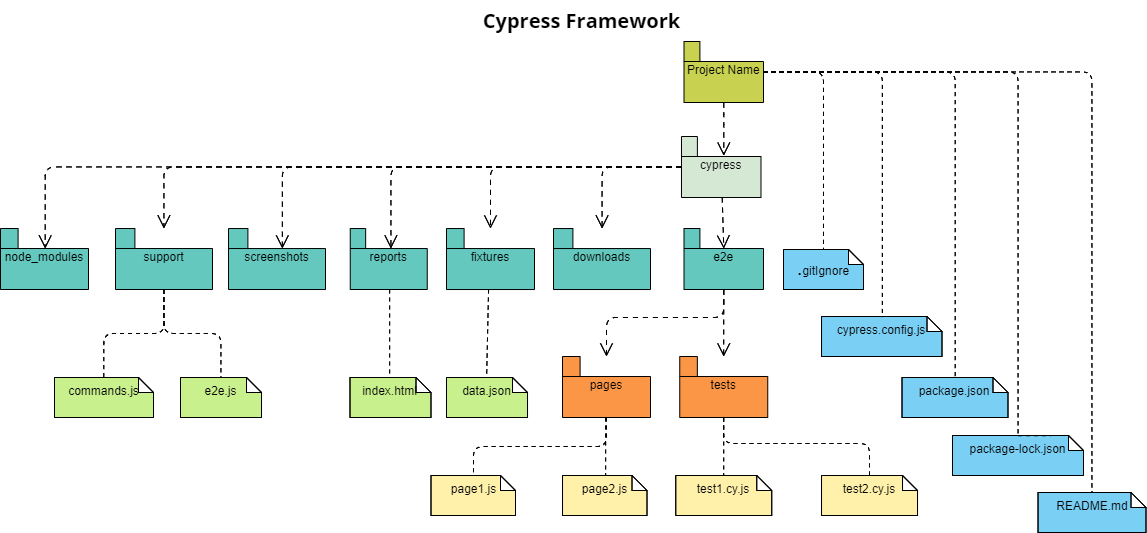 Cypress Framework
Project Name
cypress
node_modules
support
screenshots
reports
fixtures
downloads
e2e
.gitIgnore
cypress.config.js
commands.js
e2e.js
index.html
data.json
pages
tests
package.json
package-lock.json
page1.js
page2.js
test1.cy.js
test2.cy.js
README.md